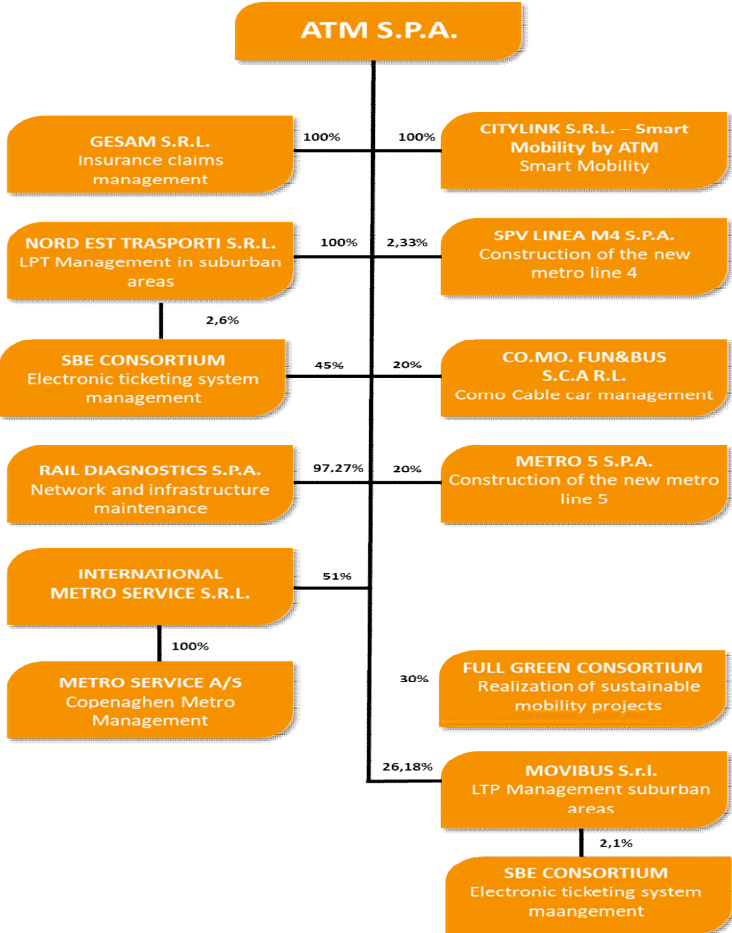 ATM S.P.A.
GESAM S.R.L.
Insurance claims
management
100%
100%
CITYLINK S.R.L. – Smart
Mobility by ATM
Smart Mobility
NORD EST TRASPORTI S.R.L.
LPT Management in suburban
areas
100%
2,33%
SPV LINEA M4 S.P.A.
Construction of the new
metro line 4
2,6%
SBE CONSORTIUM
Electronic ticketing system
management
45%
20%
CO.MO. FUN&BUS
S.C.A R.L.
Como Cable car management
RAIL DIAGNOSTICS S.P.A.
Network and infrastructure
maintenance
97,27%
20%
METRO 5 S.P.A.
Construction of the new metro
line 5
INTERNATIONAL
METRO SERVICE S.R.L.
51%
100%
METRO SERVICE A/S
Copenaghen Metro
Management
30%
FULL GREEN CONSORTIUM
Realization of sustainable
mobility projects
26,18%
MOVIBUS S.r.l.
LTP Management suburban
areas
2,1%
SBE CONSORTIUM
Electronic ticketing system
maangement